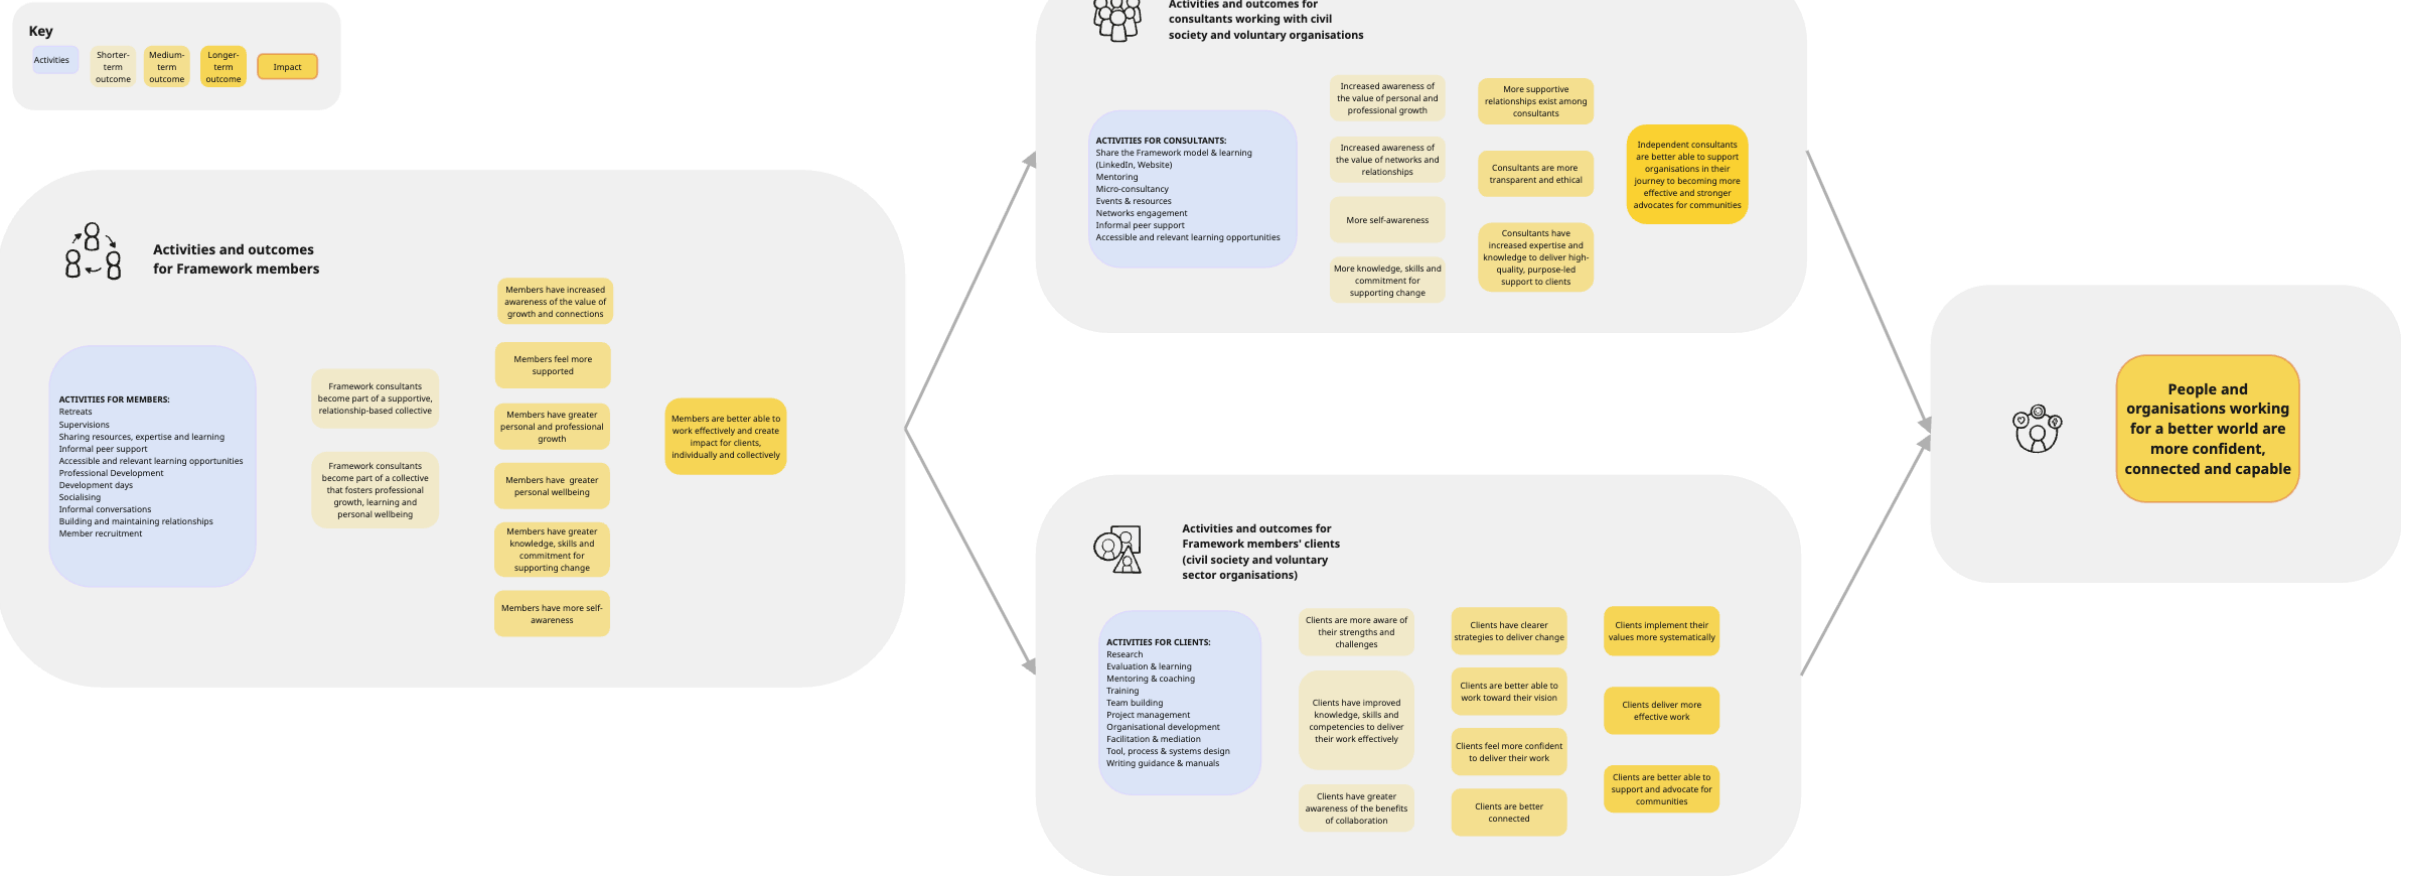 Key
Activities
Shorter-
term
outcome
Medium-
term
outcome
Longer-
term
outcome
Impact
Activities and outcomes
for Framework members
ACTIVITIES FOR MEMBERS:
Retreats
Supervisions
Sharing resources, expertise and learning
Informal peer support
Accessible and relevant learning opportunities
Professional Development
Development days
Socialising
Informal conversations
Building and maintaining relationships
Member recruitment
Framework consultants
become part of a supportive,
relationship-based collective
Framework consultants
become part of a collective
that fosters professional
growth, learning and
personal wellbeing
Members have increased
awareness of the value of
growth and connections
Members feel more
supported
Members have greater
personal and professional
growth
Members have  greater
personal wellbeing
Members have greater
knowledge, skills and
commitment for
supporting change
Members have more self-
awareness
Members are better able to
work effectively and create
impact for clients,
individually and collectively
Activities and outcomes for
consultants working with civil
society and voluntary organisations
ACTIVITIES FOR CONSULTANTS:
Share the Framework model & learning
(LinkedIn, Website)
Mentoring
Micro-consultancy
Events & resources
Networks engagement
Informal peer support
Accessible and relevant learning opportunities
Increased awareness of
the value of personal and
professional growth
Increased awareness of
the value of networks and
relationships
More self-awareness
More knowledge, skills and
commitment for
supporting change
More supportive
relationships exist among
consultants
Consultants are more
transparent and ethical
Consultants have
increased expertise and
knowledge to deliver high-
quality, purpose-led
support to clients
Independent consultants
are better able to support
organisations in their
journey to becoming more
effective and stronger
advocates for communities
Activities and outcomes for
Framework members' clients
(civil society and voluntary
sector organisations)
ACTIVITIES FOR CLIENTS:
Research
Evaluation & learning
Mentoring & coaching
Training
Team building
Project management
Organisational development
Facilitation & mediation
Tool, process & systems design
Writing guidance & manuals
Clients are more aware of
their strengths and
challenges
Clients have improved
knowledge, skills and
competencies to deliver
their work effectively
Clients have greater
awareness of the benefits
of collaboration
Clients have clearer
strategies to deliver change
Clients are better able to
work toward their vision
Clients feel more confident
to deliver their work
Clients are better
connected
Clients implement their
values more systematically
Clients deliver more
effective work
Clients are better able to
support and advocate for
communities
People and
organisations working
for a better world are
more confident,
connected and capable